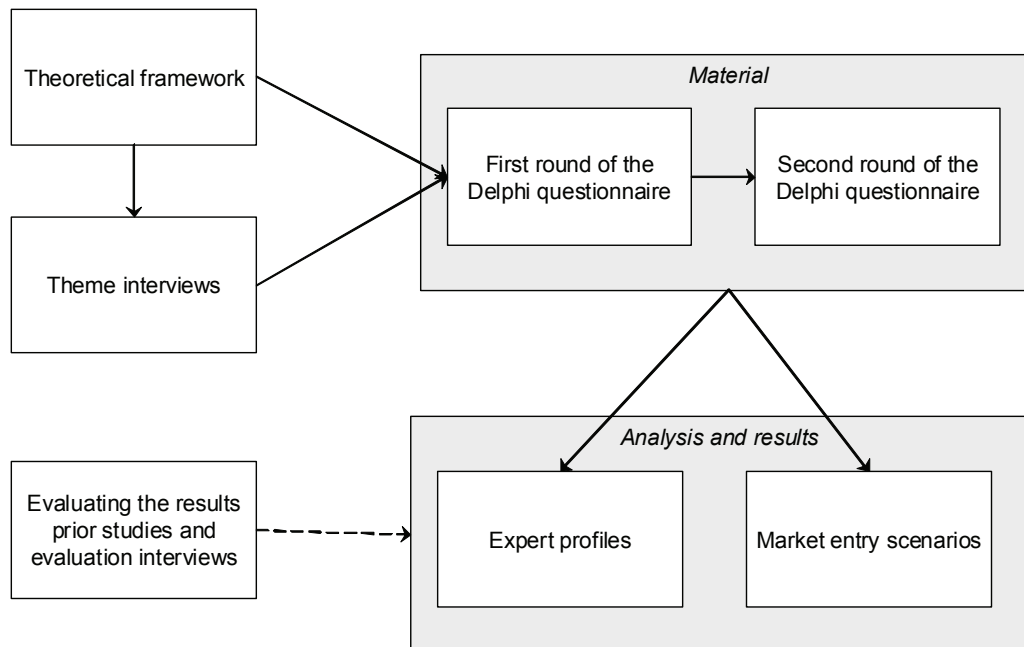 Theoretical framework
Theme interviews
Material
First round of the
Delphi questionnaire
Second round of the
Delphi questionnaire
Evaluating the results
prior studies and
evaluation interviews
Analysis and results
Expert profiles
Market entry scenarios